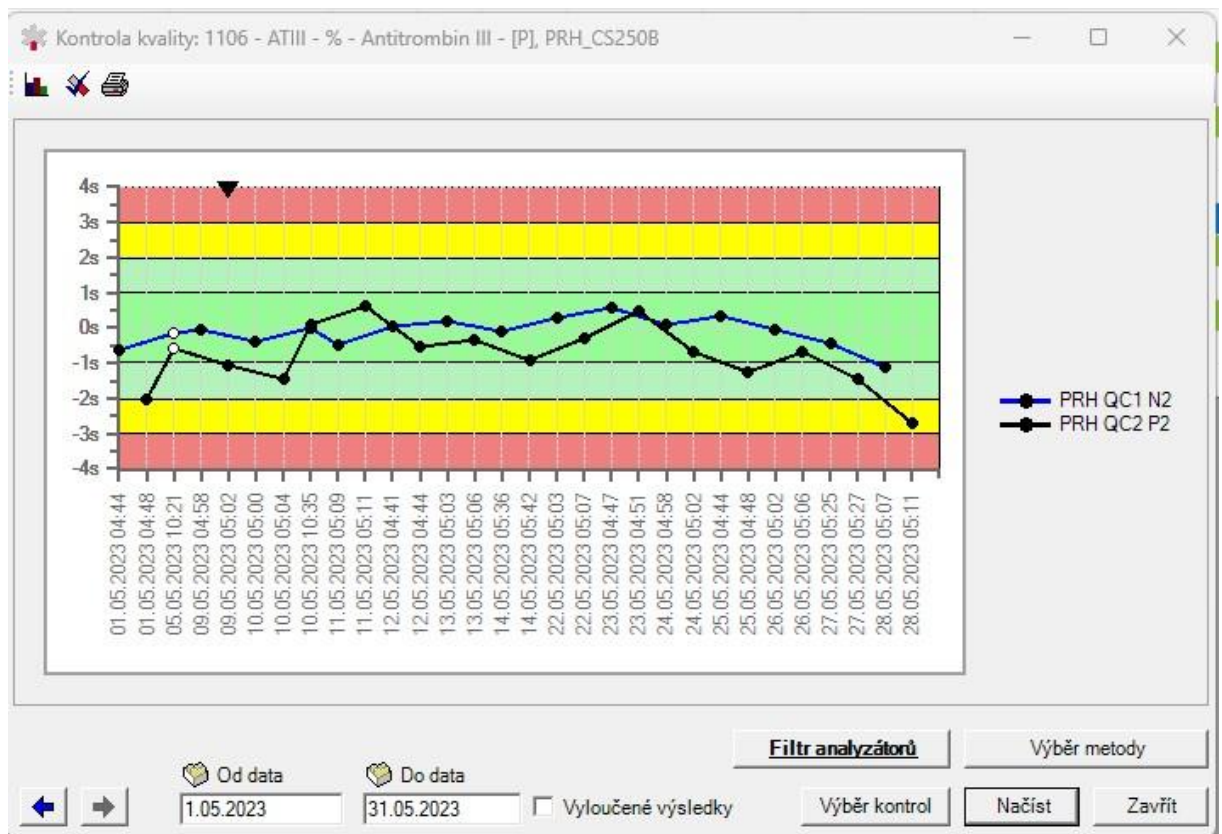 Kontrola kvality: 1106 - ATIII - % - Antitrombin III - [P], PRH_CS250B
4s
3s
2s
1s
0s
-1s
-2s
-3s
-4s
01.05.2023 04:44
01.05.2023 04:48
05.05.2023 10:21
09.05.2023 04:58
09.05.2023 05:02
10.05.2023 05:00
10.05.2023 05:04
10.05.2023 10:35
11.05.2023 05:09
11.05.2023 05:11
12.05.2023 04:41
12.05.2023 04:44
13.05.2023 05:03
13.05.2023 05:06
14.05.2023 05:36
14.05.2023 05:42
22.05.2023 05:03
22.05.2023 05:07
23.05.2023 04:47
23.05.2023 04:51
24.05.2023 04:58
24.05.2023 05:02
25.05.2023 04:44
25.05.2023 04:48
26.05.2023 05:02
26.05.2023 05:06
27.05.2023 05:25
27.05.2023 05:27
28.05.2023 05:07
28.05.2023 05:11
PRH QC1 N2
PRH QC2 P2
Filtr analyzátorů
Výběr metody
Od data
Do data
1.05.2023
31.05.2023
Vyloučené výsledky
Výběr kontrol
Načíst
Zavřít